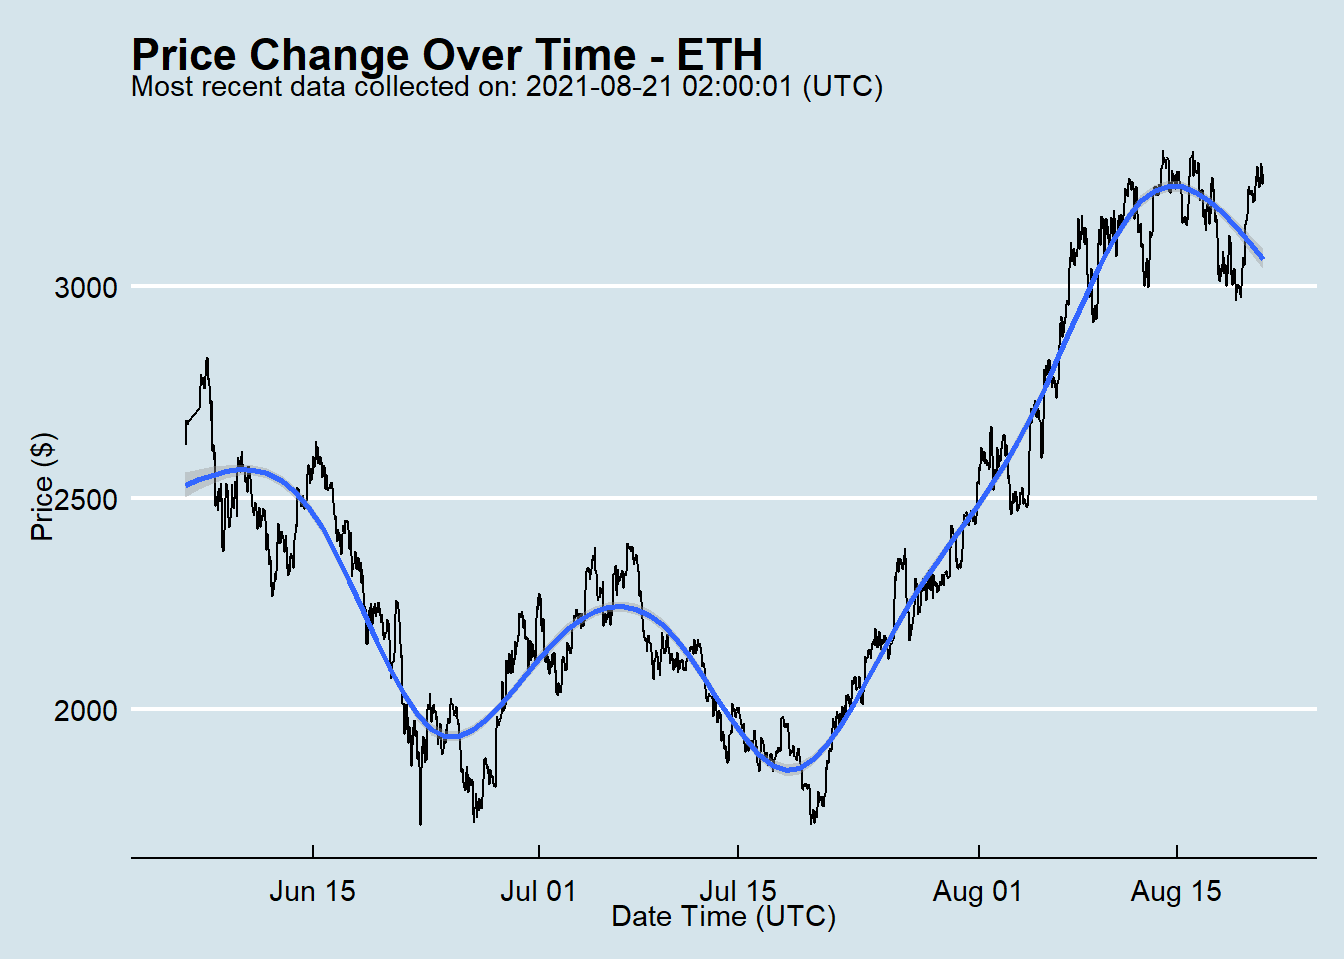 Price Change Over Time - ETH
Most recent data collected on: 2021-08-21 02:00:01 (UTC)
3000
2500
2000
Price ($)
Jun 15
Jul 01
Jul 15
Aug 01
Aug 15
Date Time (UTC)